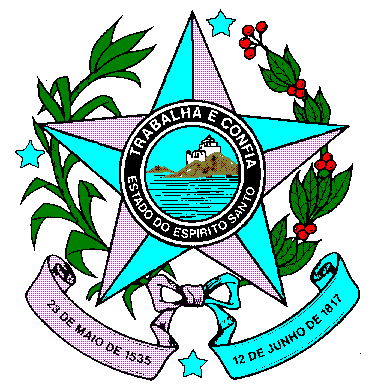 TRABALHA E CONFIA
ESTADO DO ESPIRITO SANTO
23 DE MAIO DE 1535
12 DE JUNHO DE 1817